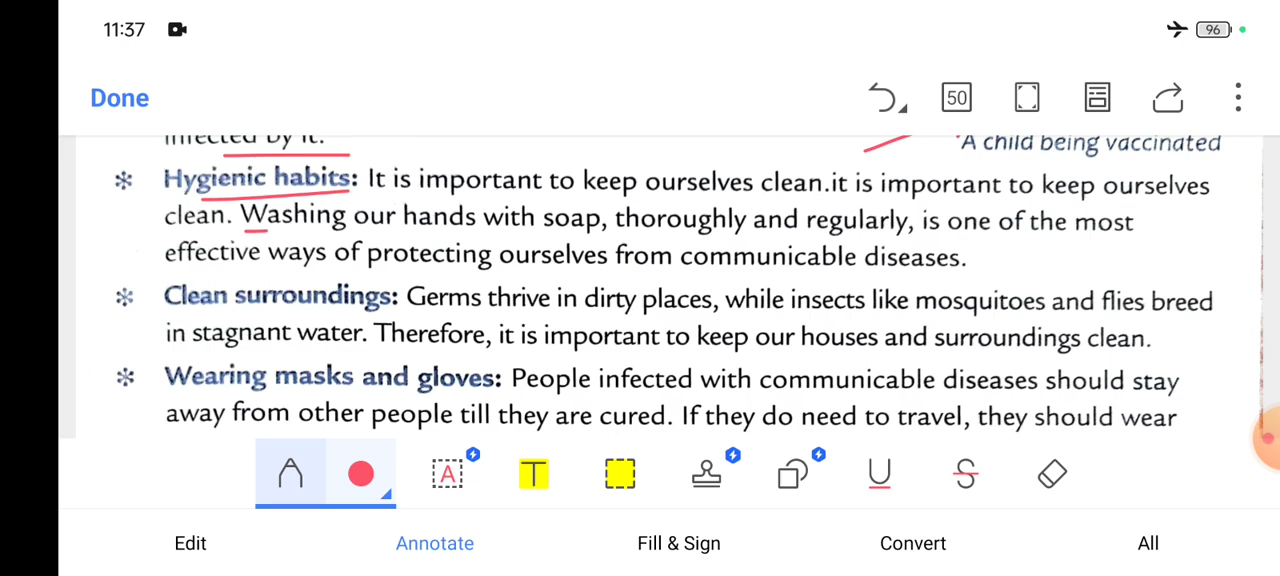 11:37
96
Done
50
infected by it.
A child being vaccinated
* Hygienic habits: It is important to keep ourselves clean.it is important to keep ourselves
clean. Washing our hands with soap, thoroughly and regularly, is one of the most
effective ways of protecting ourselves from communicable diseases.
* Clean surroundings: Germs thrive in dirty places, while insects like mosquitoes and flies breed
in stagnant water. Therefore, it is important to keep our houses and surroundings clean.
* Wearing masks and gloves: People infected with communicable diseases should stay
away from other people till they are cured. If they do need to travel, they should wear
A T U S
Edit Annotate Fill & Sign Convert All